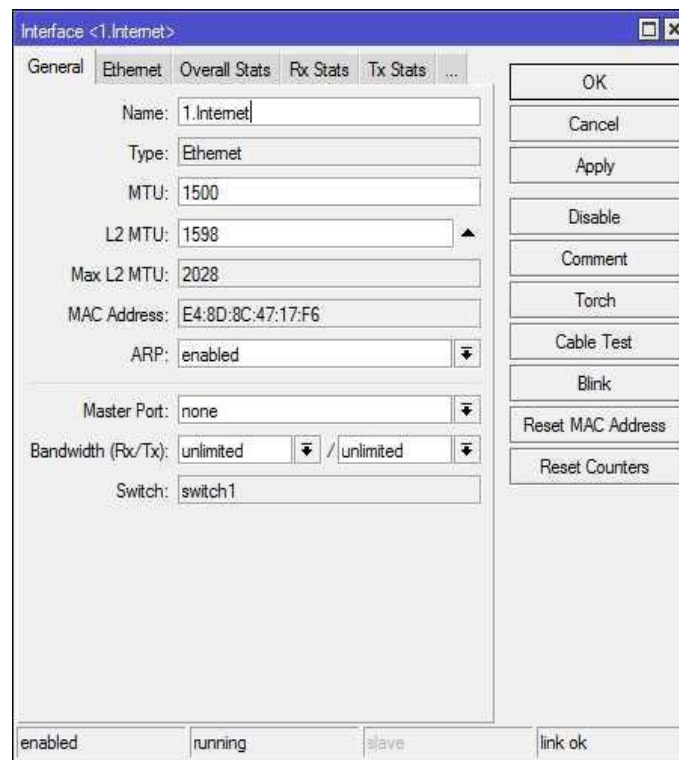 Interface <1.Internet>
General Ethernet Overall Stats Rx Stats Tx Stats ...
Name: 1.Internet
Type: Ethernet
MTU: 1500
L2 MTU: 1598
Max L2 MTU: 2028
MAC Address: E4:8D:8C:47:17:F6
ARP: enabled
Master Port: none
Bandwidth (Rx/Tx): unlimited / unlimited
Switch: switch1
OK
Cancel
Apply
Disable
Comment
Torch
Cable Test
Blink
Reset MAC Address
Reset Counters
enabled running slave link ok